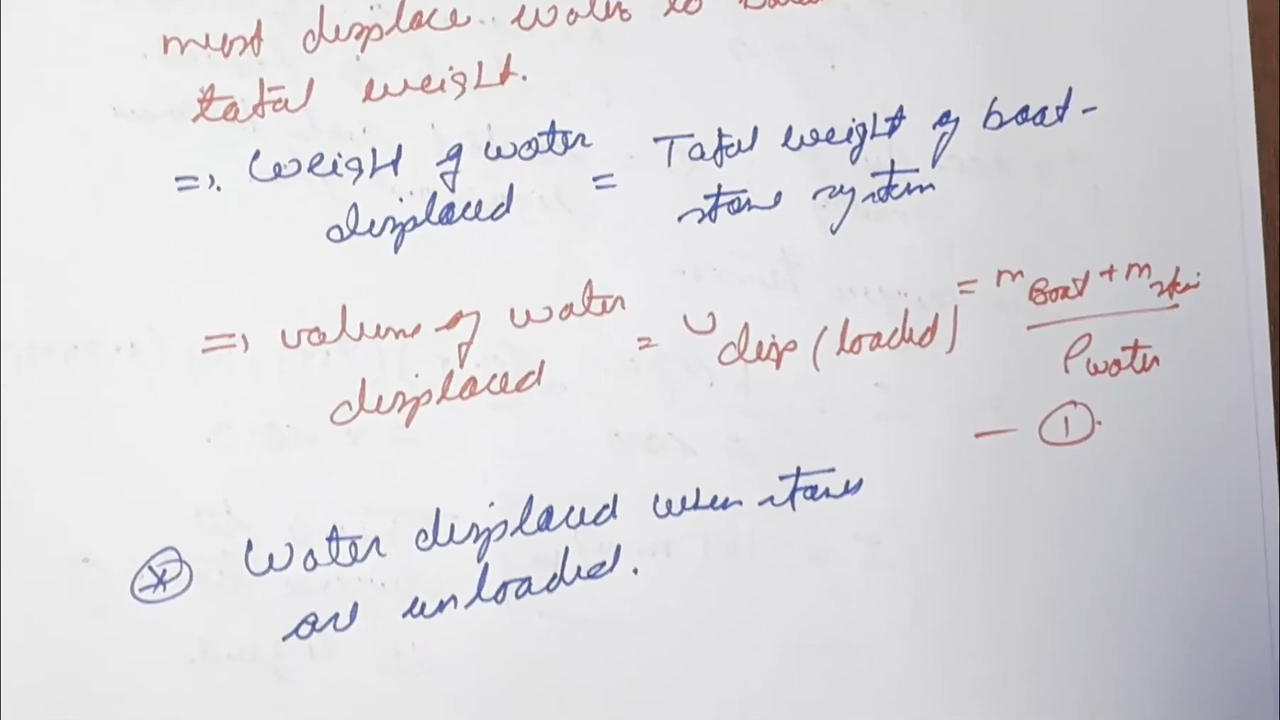 must displace water to
total weight.
=> Weight of water = Total weight of boat-
displaced stone system
=> volume of water = V disp (loaded) = m Boat + m / ρ water
displaced
— ①
⊛ Water displaced when stones
are unloaded.